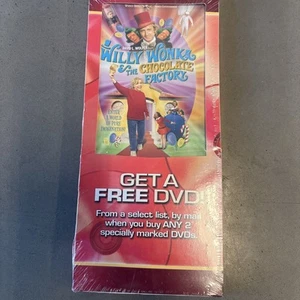 WILLY WONKA
& THE CHOCOLATE
FACTORY
GET A
FREE DVD!
From a select list, by mail
when you buy ANY 2
specially marked DVDs.